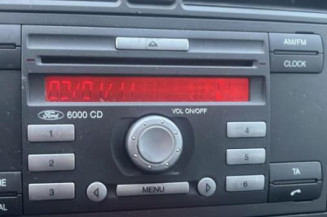 AM/FM
CLOCK
Ford
6000 CD
VOL ON/OFF
1
4
2
5
3
MENU
6
TA